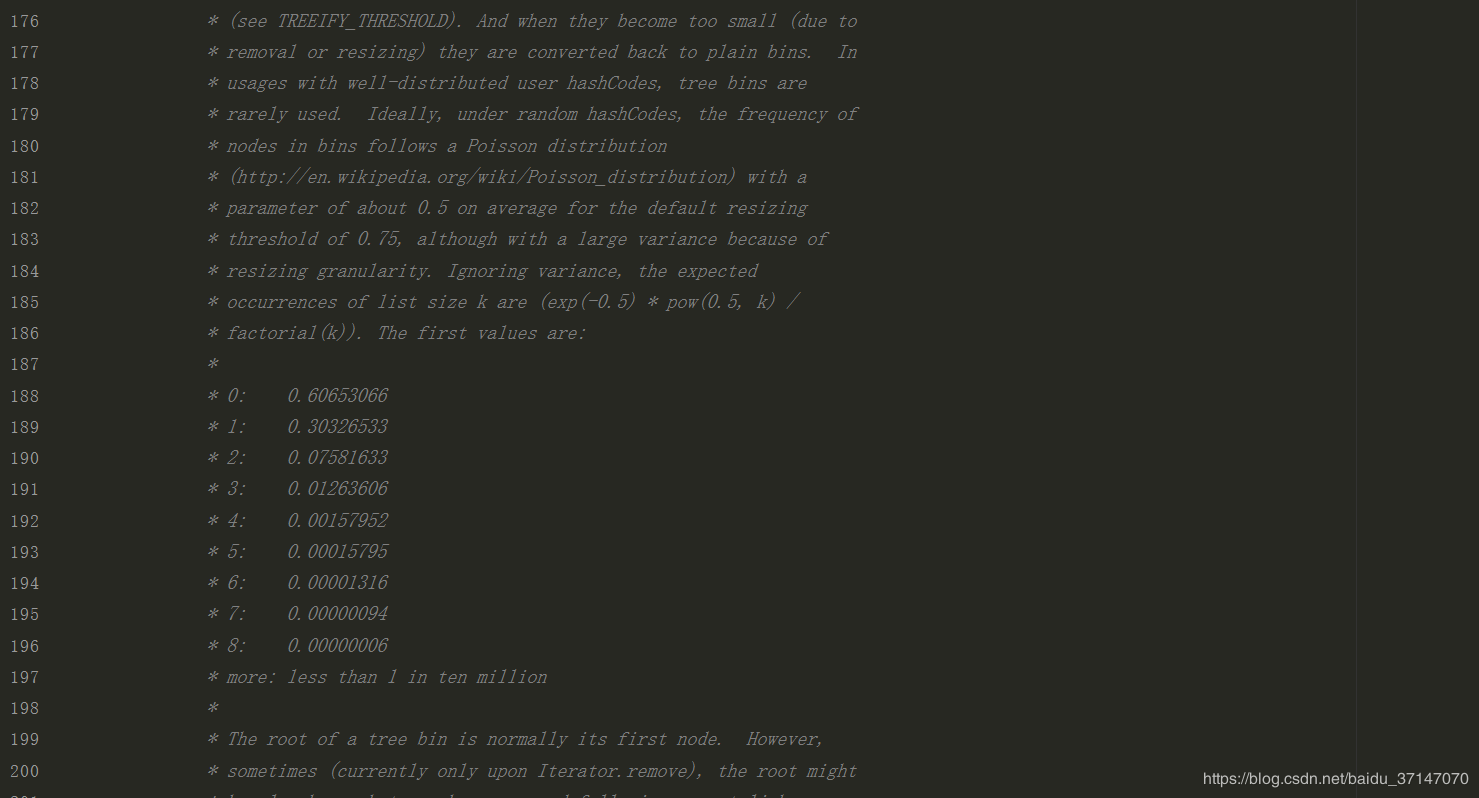 176 * (see TREEIFY_THRESHOLD). And when they become too small (due to
177 * removal or resizing) they are converted back to plain bins.  In
178 * usages with well-distributed user hashCodes, tree bins are
179 * rarely used.  Ideally, under random hashCodes, the frequency of
180 * nodes in bins follows a Poisson distribution
181 * (http://en.wikipedia.org/wiki/Poisson_distribution) with a
182 * parameter of about 0.5 on average for the default resizing
183 * threshold of 0.75, although with a large variance because of
184 * resizing granularity. Ignoring variance, the expected
185 * occurrences of list size k are (exp(-0.5) * pow(0.5, k) /
186 * factorial(k)). The first values are:
187 *
188 * 0:    0.60653066
189 * 1:    0.30326533
190 * 2:    0.07581633
191 * 3:    0.01263606
192 * 4:    0.00157952
193 * 5:    0.00015795
194 * 6:    0.00001316
195 * 7:    0.00000094
196 * 8:    0.00000006
197 * more: less than 1 in ten million
198 *
199 * The root of a tree bin is normally its first node.  However,
200 * sometimes (currently only upon Iterator.remove), the root might
https://blog.csdn.net/baidu_37147070